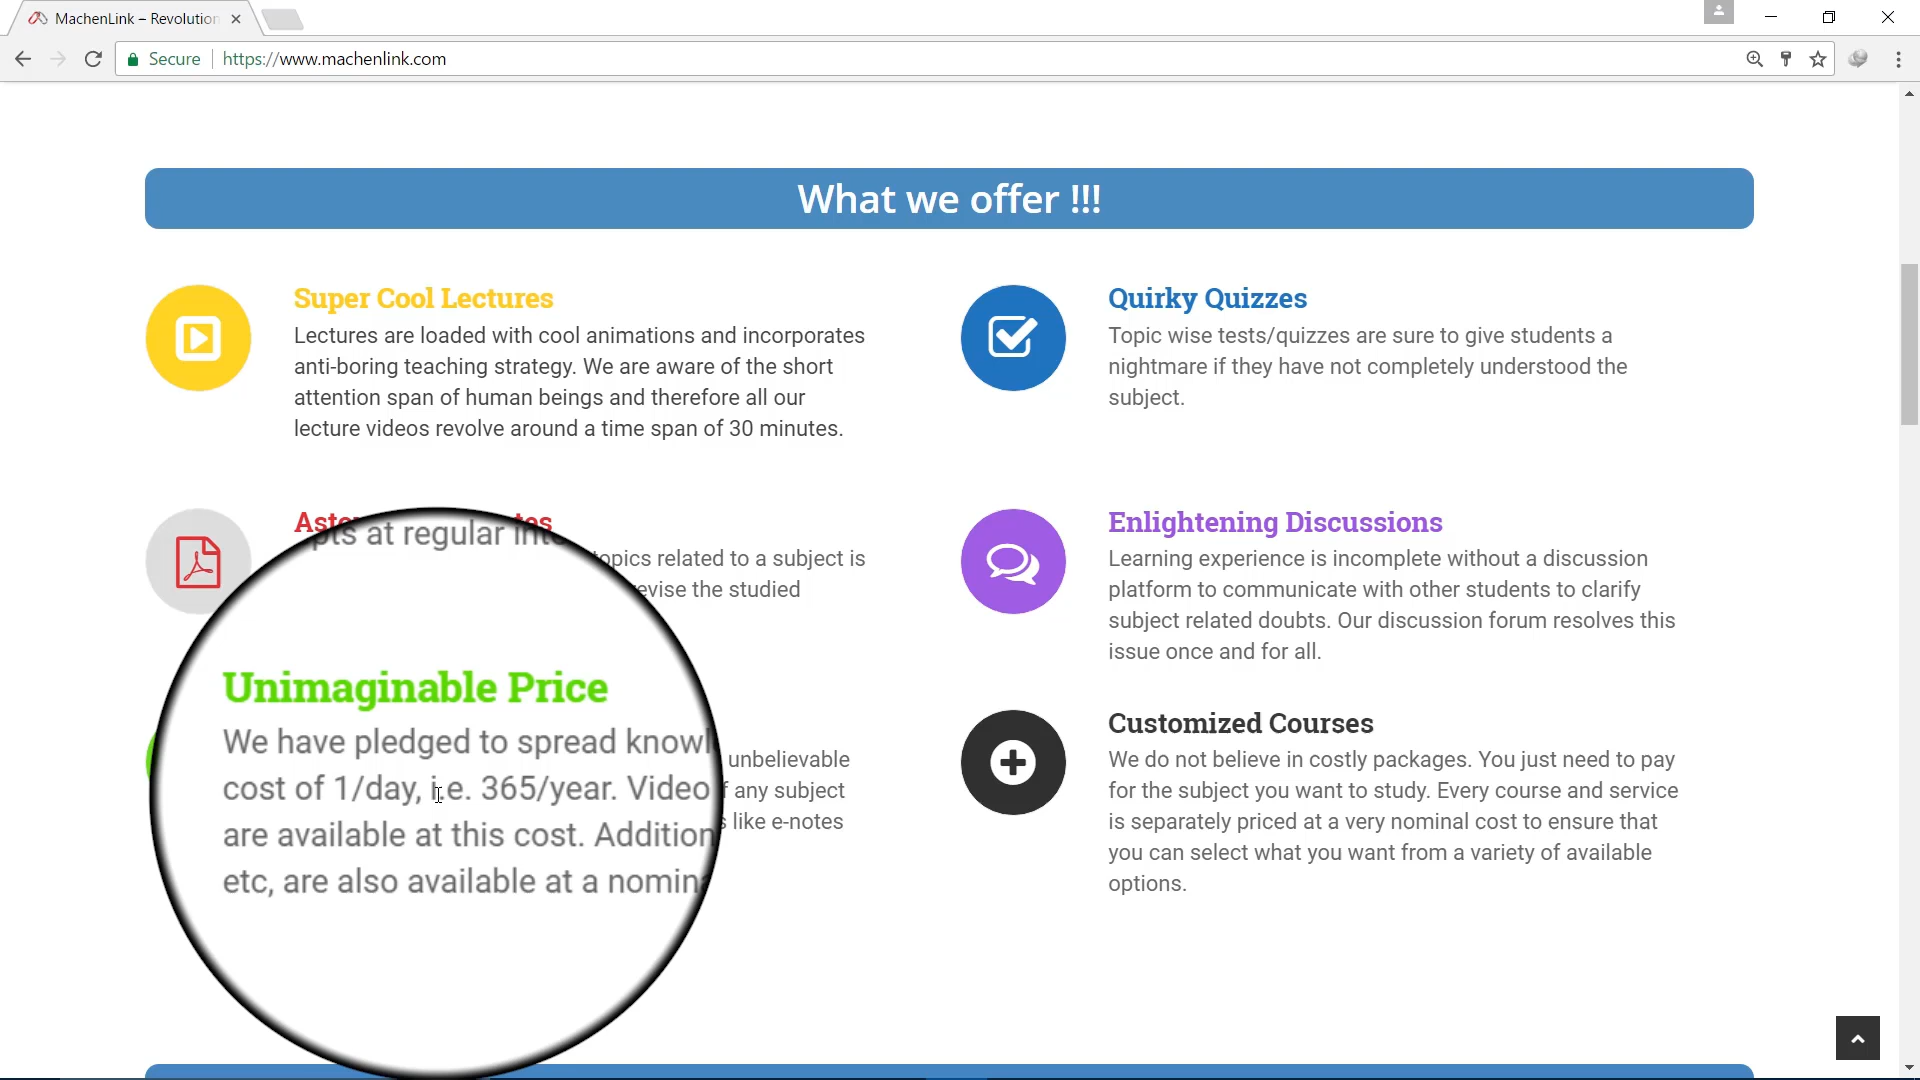 MachenLink – Revolution
Secure
https://www.machenlink.com
What we offer !!!
Super Cool Lectures
Lectures are loaded with cool animations and incorporates
anti-boring teaching strategy. We are aware of the short
attention span of human beings and therefore all our
lecture videos revolve around a time span of 30 minutes.
Quirky Quizzes
Topic wise tests/quizzes are sure to give students a
nightmare if they have not completely understood the
subject.
at regular
topics related to a subject is
the studied
Enlightening Discussions
Learning experience is incomplete without a discussion
platform to communicate with other students to clarify
subject related doubts. Our discussion forum resolves this
issue once and for all.
Unimaginable Price
We have pledged to spread
unbelievable
cost of 1/day, i.e. 365/year. Video
any subject
are available at this cost.
like e-notes
etc, are also available at a
Customized Courses
We do not believe in costly packages. You just need to pay
for the subject you want to study. Every course and service
is separately priced at a very nominal cost to ensure that
you can select what you want from a variety of available
options.